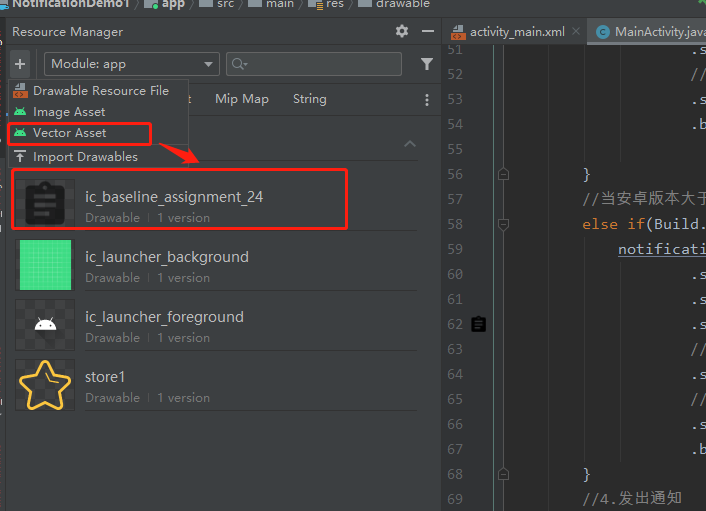 NotificationDemo1 app src main res drawable
Resource Manager
activity_main.xml MainActivity.java
Module: app
Drawable Resource File
Image Asset
Mip Map String
Vector Asset
Import Drawables
ic_baseline_assignment_24
Drawable 1 version
ic_launcher_background
Drawable 1 version
ic_launcher_foreground
Drawable 1 version
store1
Drawable 1 version
51 .s
52 //
53 .s
54 .b
55
56 }
57 //当安卓版本大于
58 else if(Build.
59 notificati
60 .s
61 .s
62 .s
63 //
64 .s
65 //
66 .s
67 .b
68 }
69 //4.发出通知